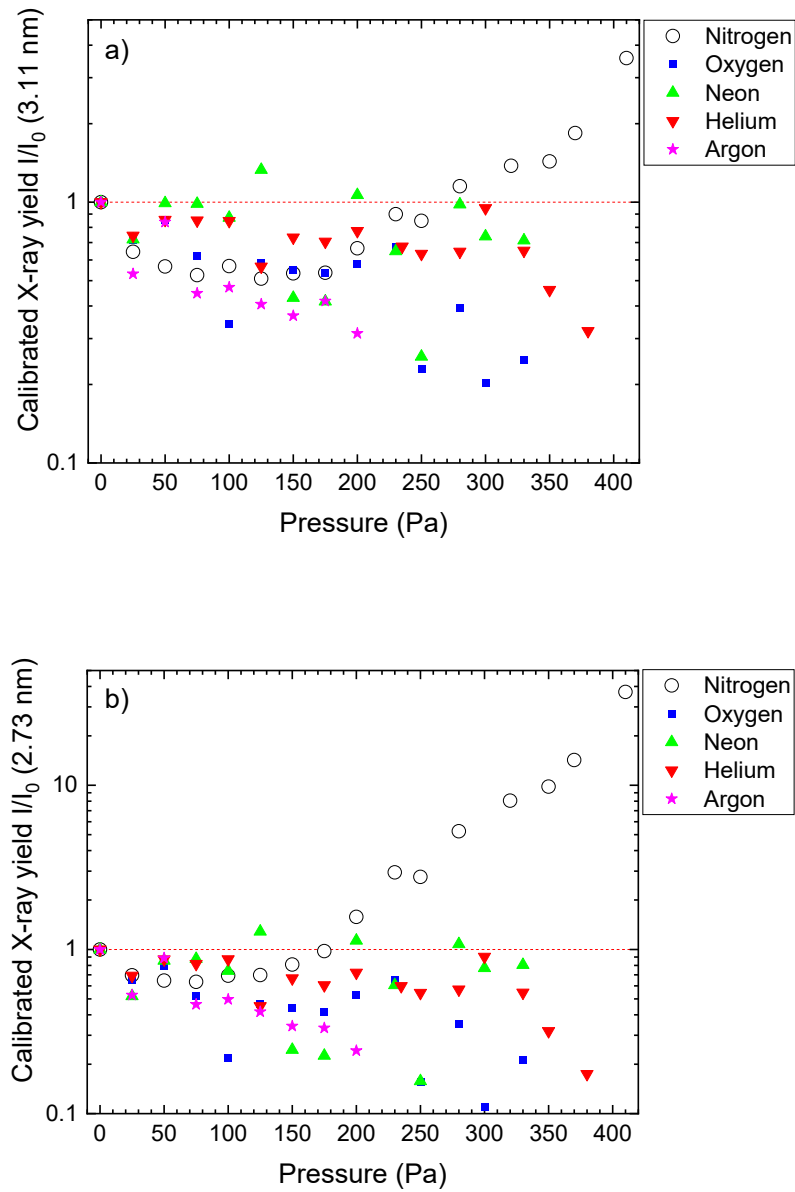 a)
Calibrated X-ray yield I/I₀ (3.11 nm)
1
0.1
0 50 100 150 200 250 300 350 400
Pressure (Pa)
Nitrogen
Oxygen
Neon
Helium
Argon
b)
Calibrated X-ray yield I/I₀ (2.73 nm)
10
1
0.1
0 50 100 150 200 250 300 350 400
Pressure (Pa)
Nitrogen
Oxygen
Neon
Helium
Argon